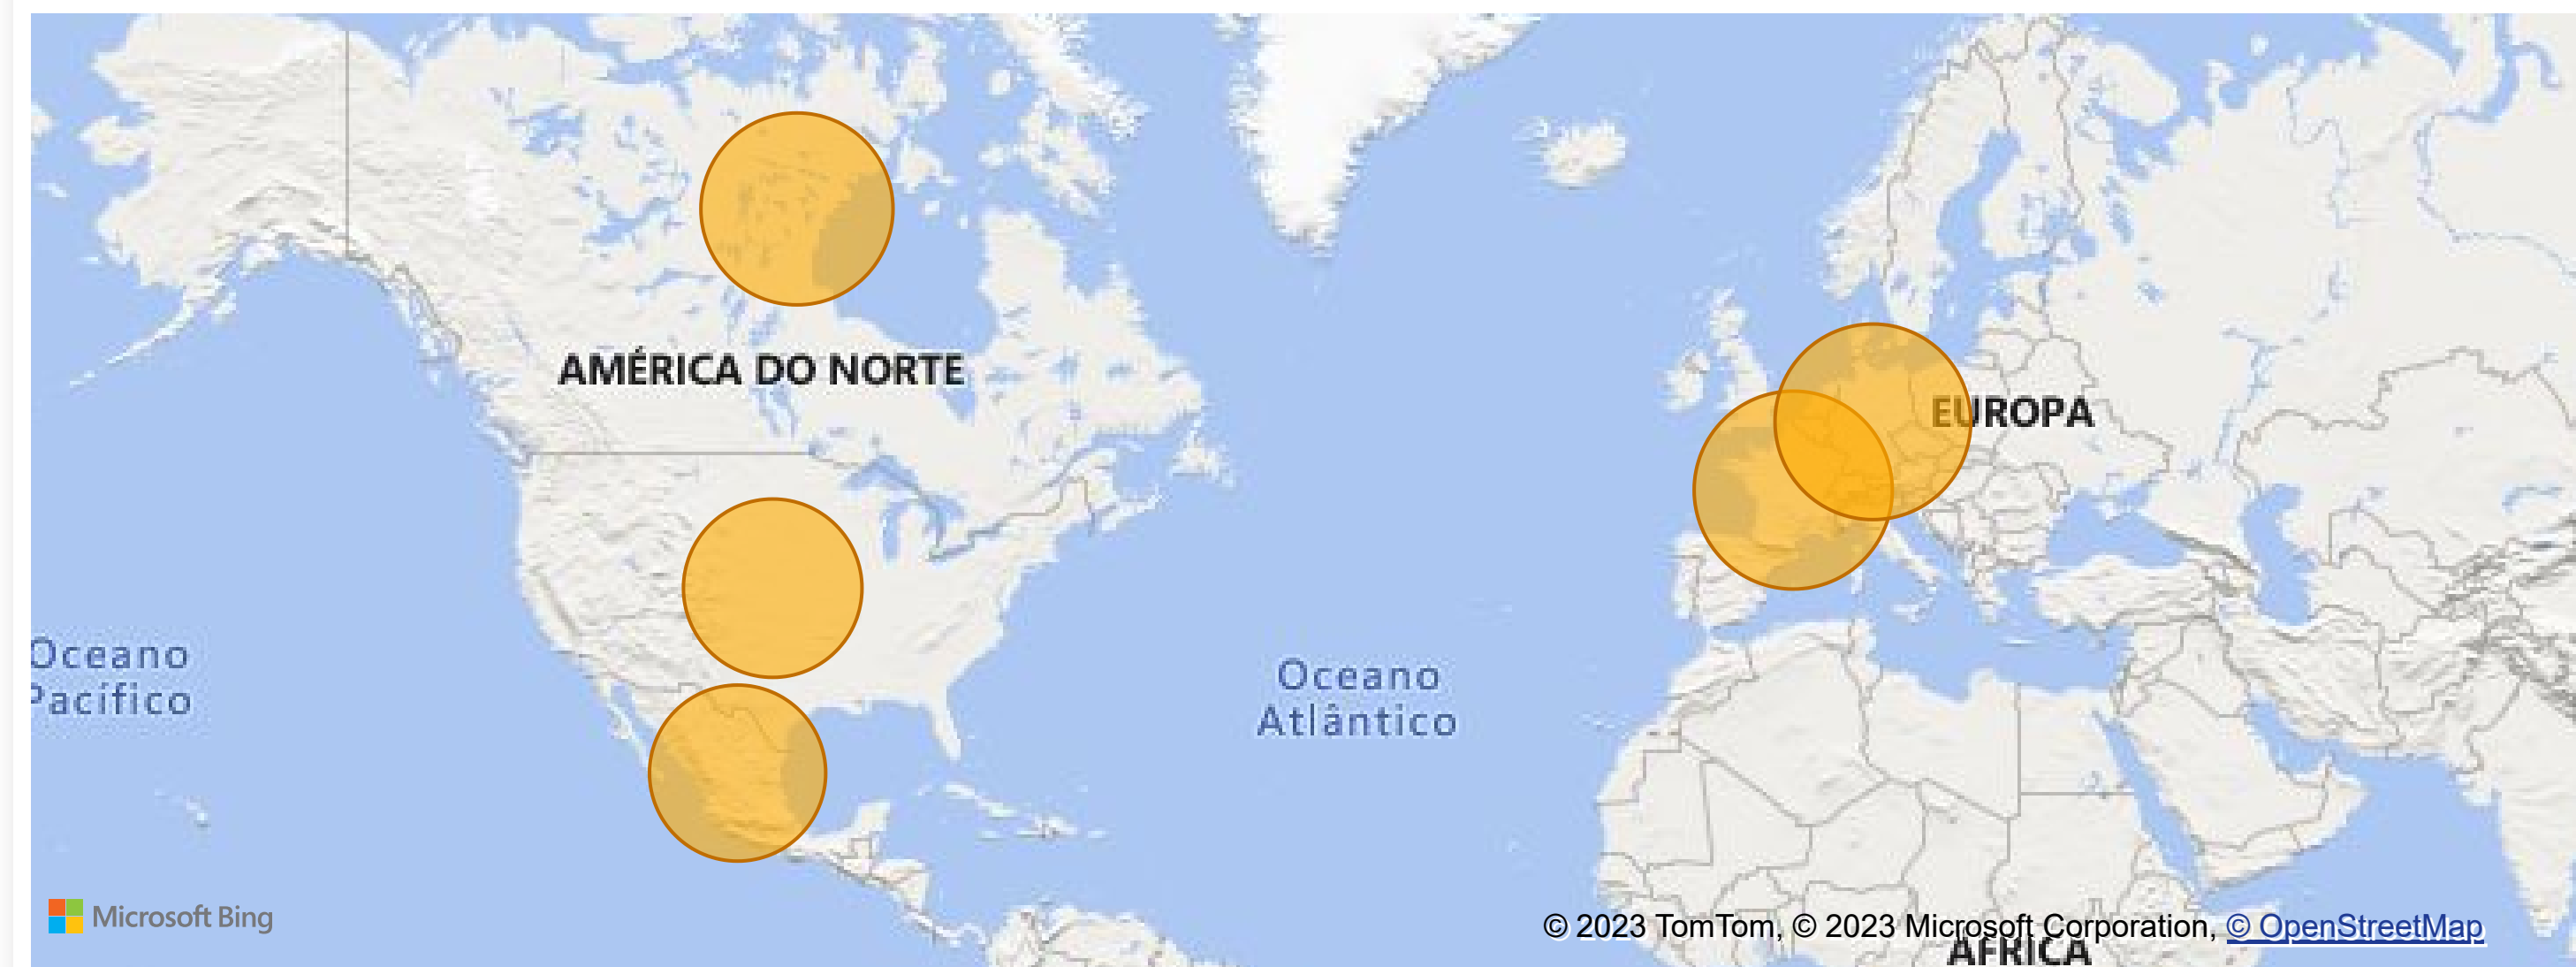 AMÉRICA DO NORTE
EUROPA
Oceano
Pacífico
Oceano
Atlântico
Microsoft Bing
© 2023 TomTom, © 2023 Microsoft Corporation, © OpenStreetMap
ÁFRICA